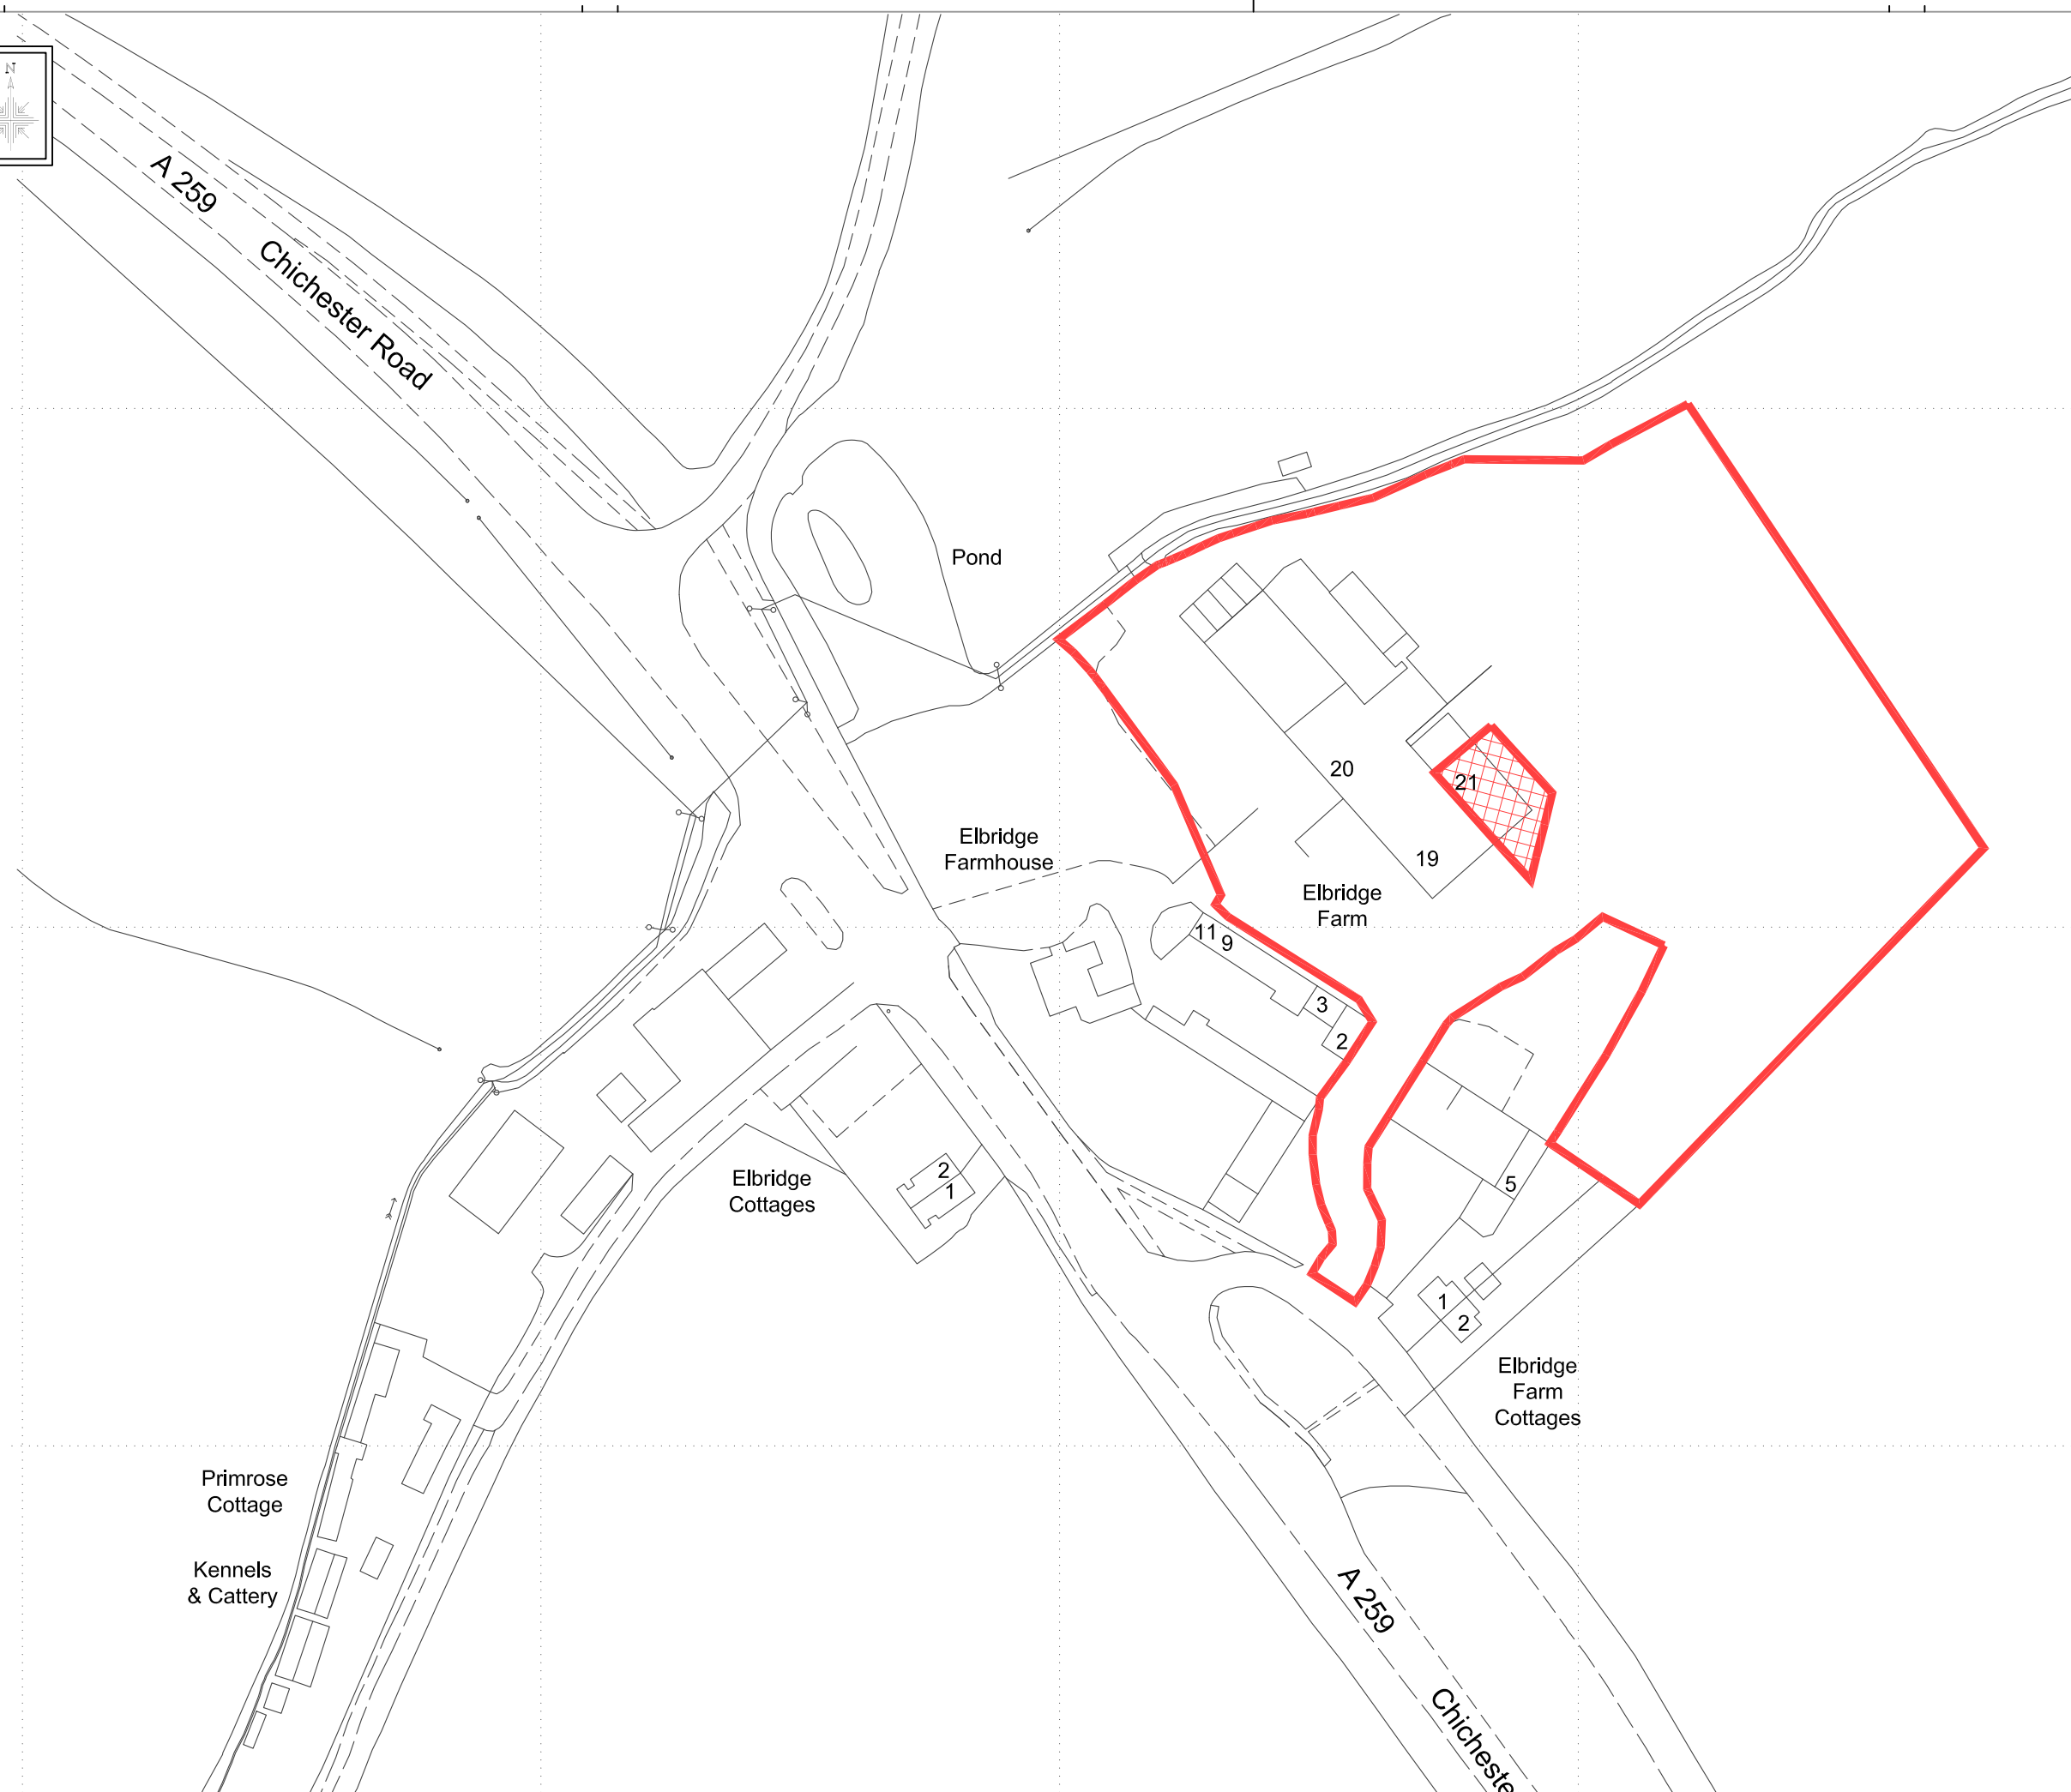 N
A 259
Chichester Road
Pond
20
21
19
Elbridge
Farmhouse
Elbridge
Farm
11
9
3
2
5
Elbridge
Cottages
2
1
1
2
Elbridge
Farm
Cottages
Primrose
Cottage
Kennels
& Cattery
A 259
Chicheste